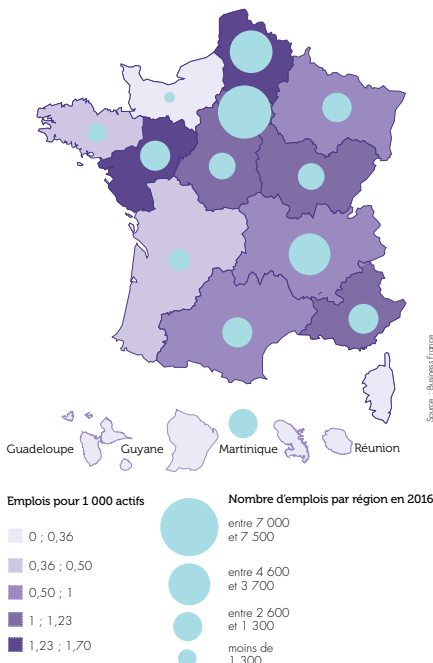 Source : Business France
Guadeloupe
Guyane
Martinique
Réunion
Emplois pour 1 000 actifs
0 ; 0,36
0,36 ; 0,50
0,50 ; 1
1 ; 1,23
1,23 ; 1,70
Nombre d'emplois par région en 2016
entre 7 000
et 7 500
entre 4 600
et 3 700
entre 2 600
et 1 300
moins de
1 300